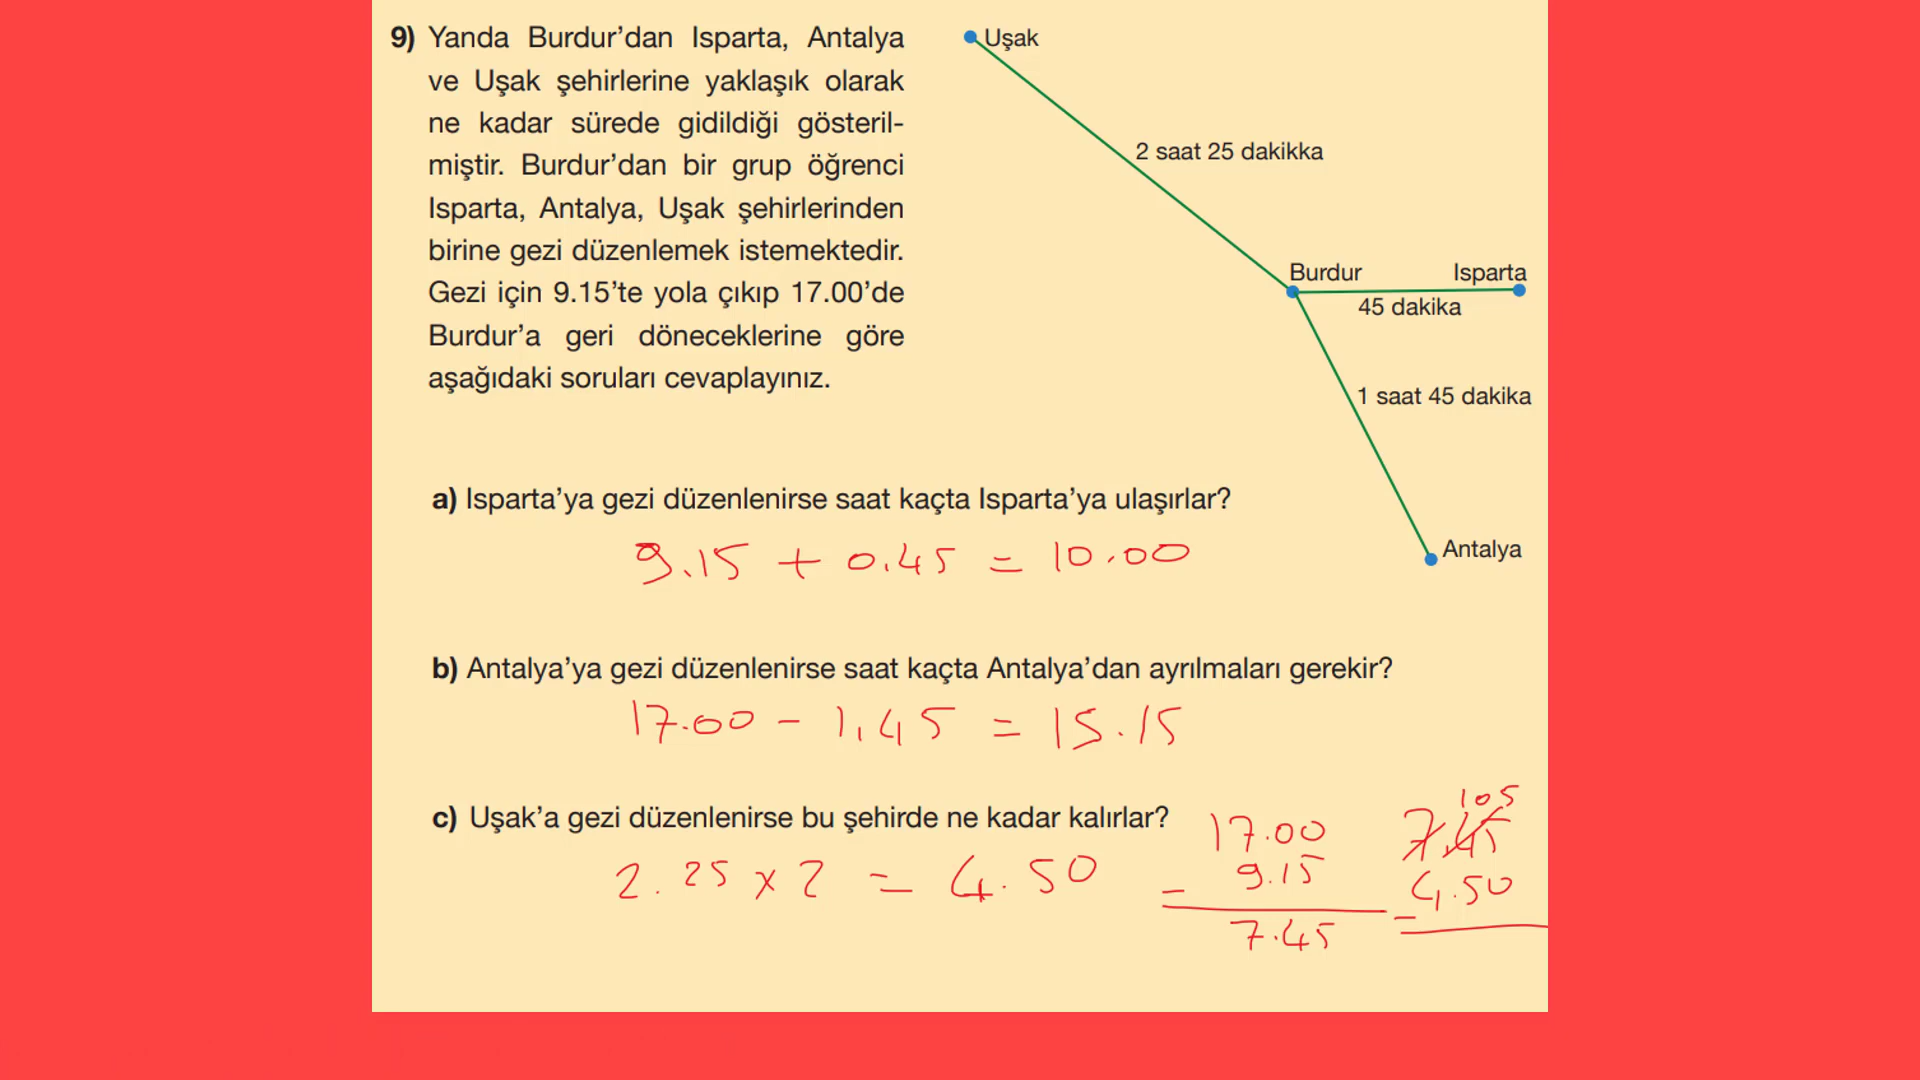 9) Yanda Burdur’dan Isparta, Antalya
ve Uşak şehirlerine yaklaşık olarak
ne kadar sürede gidildiği gösteril-
miştir. Burdur’dan bir grup öğrenci
Isparta, Antalya, Uşak şehirlerinden
birine gezi düzenlemek istemektedir.
Gezi için 9.15’te yola çıkıp 17.00’de
Burdur’a geri döneceklerine göre
aşağıdaki soruları cevaplayınız.
Uşak
2 saat 25 dakikka
Burdur
Isparta
45 dakika
1 saat 45 dakika
Antalya
a) Isparta’ya gezi düzenlenirse saat kaçta Isparta’ya ulaşırlar?
9.15 + 0.45 = 10.00
b) Antalya’ya gezi düzenlenirse saat kaçta Antalya’dan ayrılmaları gerekir?
17.00 - 1.45 = 15.15
c) Uşak’a gezi düzenlenirse bu şehirde ne kadar kalırlar?
2.25 x 2 = 4.50
17.00
- 9.15
7.45
105
7.45
- 4.50